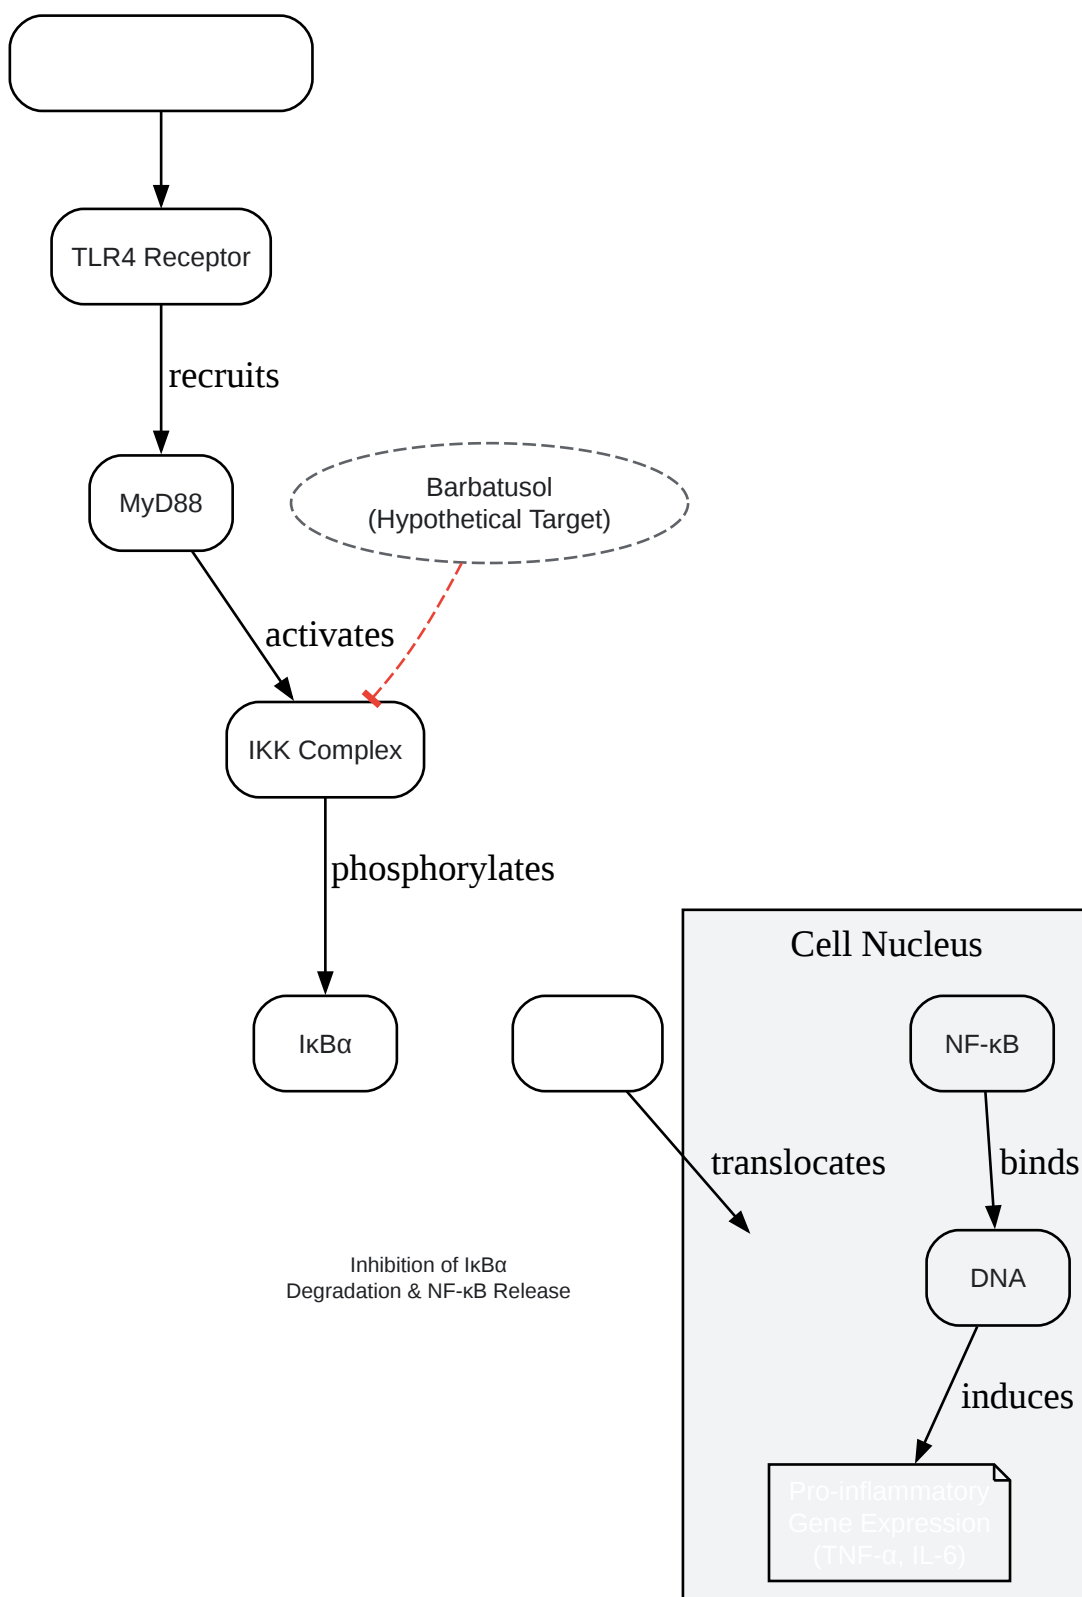 TLR4 Receptor
recruits
MyD88
Barbatusol
(Hypothetical Target)
activates
IKK Complex
phosphorylates
Cell Nucleus
IκBα
NF-κB
translocates
binds
Inhibition of IκBα
Degradation & NF-κB Release
DNA
induces
Pro-inflammatory
Gene Expression
(TNF-α, IL-6)